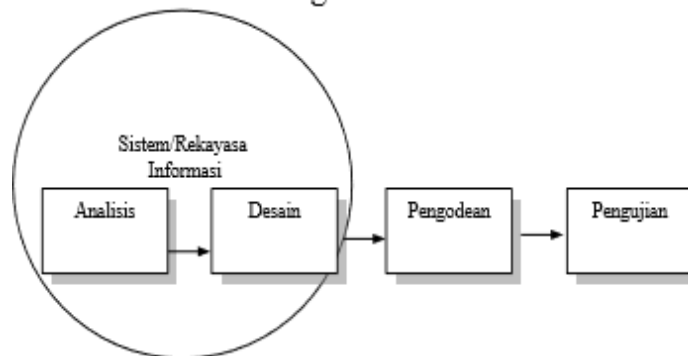 Sistem/Rekayasa
Informasi
Analisis
Desain
Pengodean
Pengujian